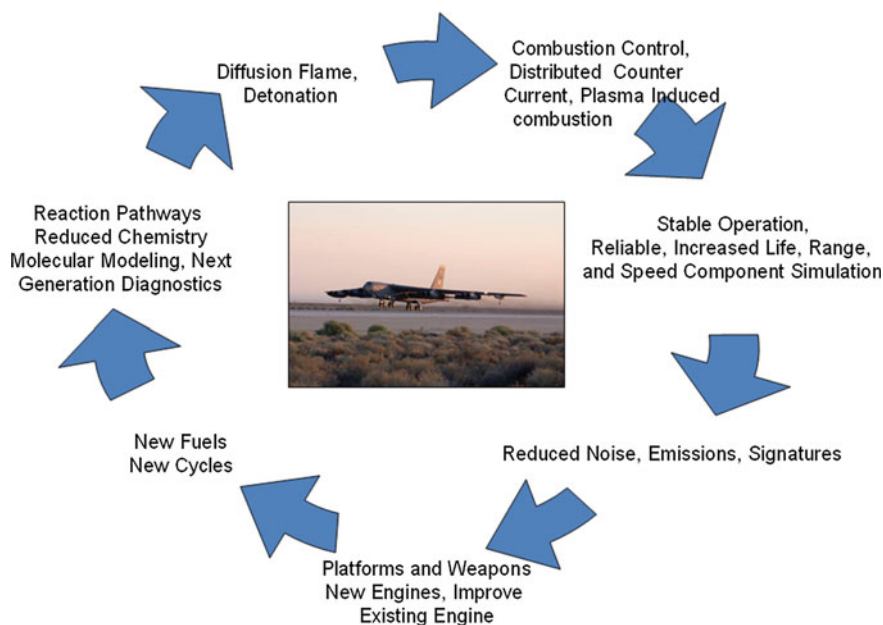 Diffusion Flame,
Detonation
Combustion Control,
Distributed Counter
Current, Plasma Induced
combustion
Stable Operation,
Reliable, Increased Life, Range,
and Speed Component Simulation
Reduced Noise, Emissions, Signatures
Platforms and Weapons
New Engines, Improve
Existing Engine
New Fuels
New Cycles
Reaction Pathways
Reduced Chemistry
Molecular Modeling, Next
Generation Diagnostics